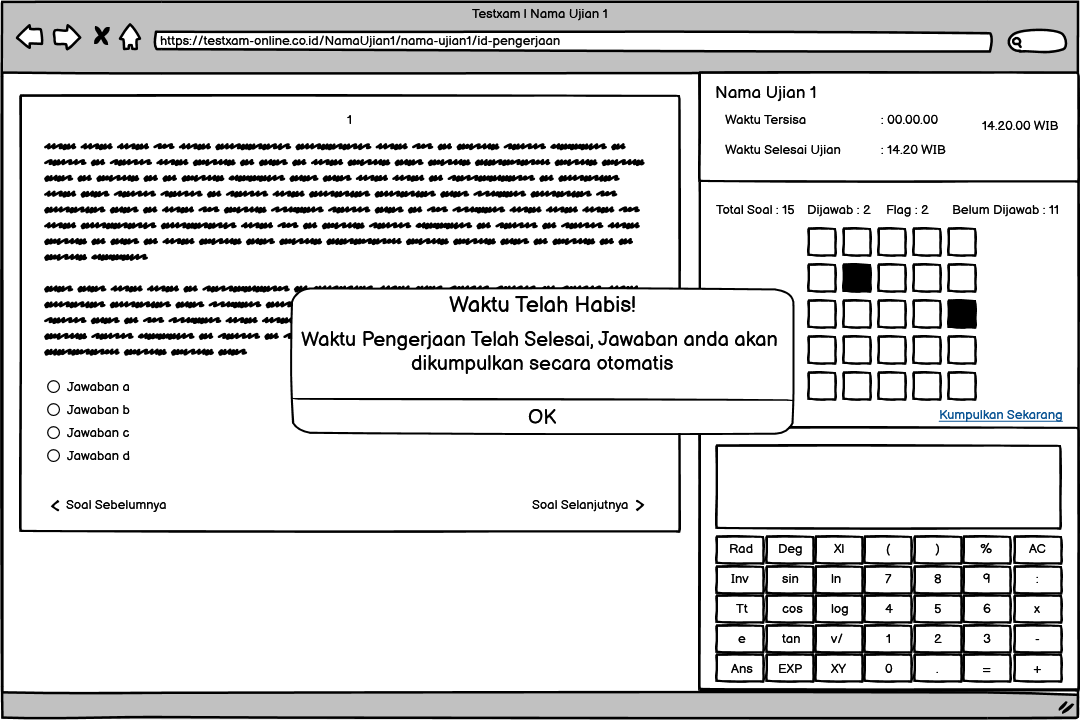 Testxam | Nama Ujian 1
https://testxam-online.co.id/NamaUjian1/nama-ujian1/id-pengerjaan
1
Jawaban a
Jawaban b
Jawaban c
Jawaban d
Soal Sebelumnya
Soal Selanjutnya
Waktu Telah Habis!
Waktu Pengerjaan Telah Selesai, Jawaban anda akan
dikumpulkan secara otomatis
OK
Nama Ujian 1
Waktu Tersisa : 00.00.00 14.20.00 WIB
Waktu Selesai Ujian : 14.20 WIB
Total Soal : 15 Dijawab : 2 Flag : 2 Belum Dijawab : 11
Kumpulkan Sekarang
Rad Deg X! ( ) % AC
Inv sin ln 7 8 9 :
Tt cos log 4 5 6 x
e tan v/ 1 2 3 -
Ans EXP XY 0 . = +